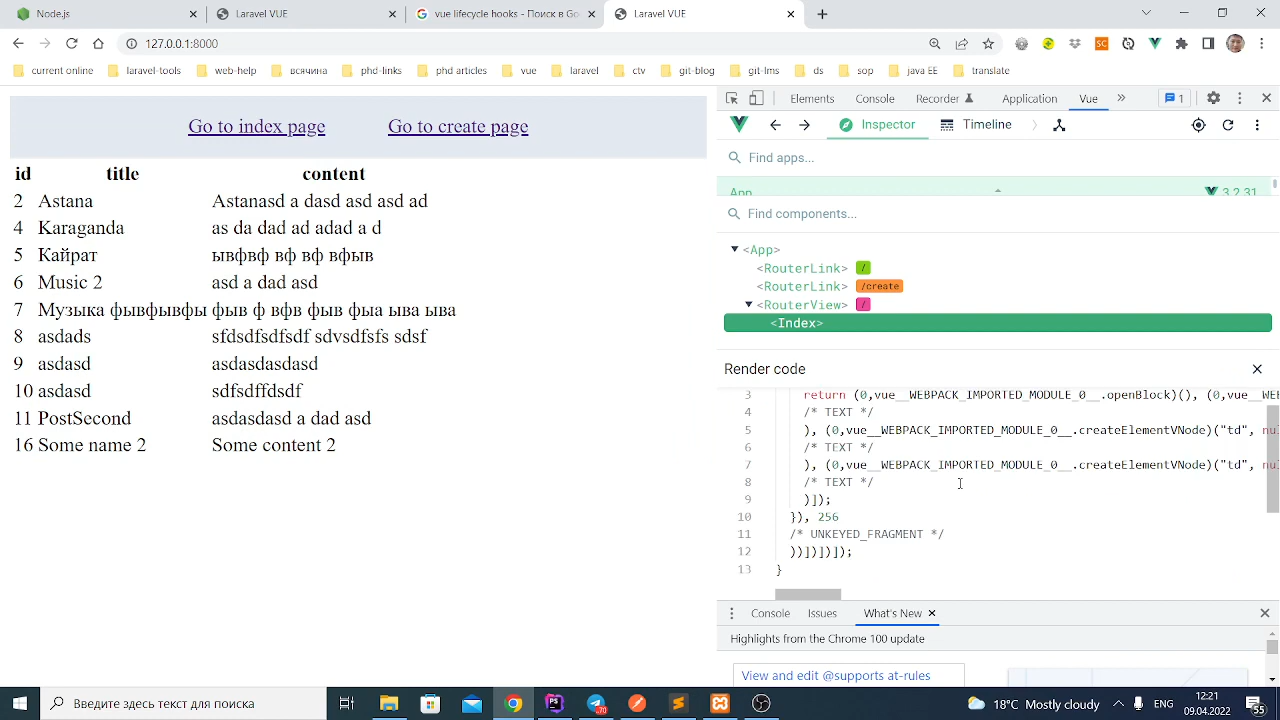 Node.js
Laravel VUE
vue lifecycle hooks - Поиск в Go
Laravel VUE
127.0.0.1:8000
current online
laravel-tools
web-help
всячина
phd-links
phd articles
vue
laravel
ctv
git-blog
git-lms
ds
sop
java EE
translate
Go to index page
Go to create page
id title content
2 Astana Astanasd a dasd asd asd ad
4 Karaganda as da dad ad adad a d
5 Кайрат ывфвф вф вф вфыв
6 Music 2 asd a dad asd
7 Музыка фывфывфы фыв ф вфв фыв фыа ыва ыва
8 asdads sfdsdfsdfsdf sdvsdfsfs sdsf
9 asdasd asdasdasdasd
10 asdasd sdfsdffdsdf
11 PostSecond asdasdasd a dad asd
16 Some name 2 Some content 2
Elements Console Recorder Application Vue 1
Inspector Timeline
Find apps...
App 3.2.31
Find components...
<App>
<RouterLink> /
<RouterLink> /create
<RouterView> /
<Index>
Render code
3 return (0,vue__WEBPACK_IMPORTED_MODULE_0__.openBlock)(), (0,vue__WEB
4 /* TEXT */
5 ), (0,vue__WEBPACK_IMPORTED_MODULE_0__.createElementVNode)("td", nu
6 /* TEXT */
7 ), (0,vue__WEBPACK_IMPORTED_MODULE_0__.createElementVNode)("td", nu
8 /* TEXT */
9 )]);
10 }), 256
11 /* UNKEYED_FRAGMENT */
12 ))])])]);
13 }
Console Issues What's New
Highlights from the Chrome 100 update
View and edit @supports at-rules
Введите здесь текст для поиска
18°C Mostly cloudy
ENG
12:21
09.04.2022